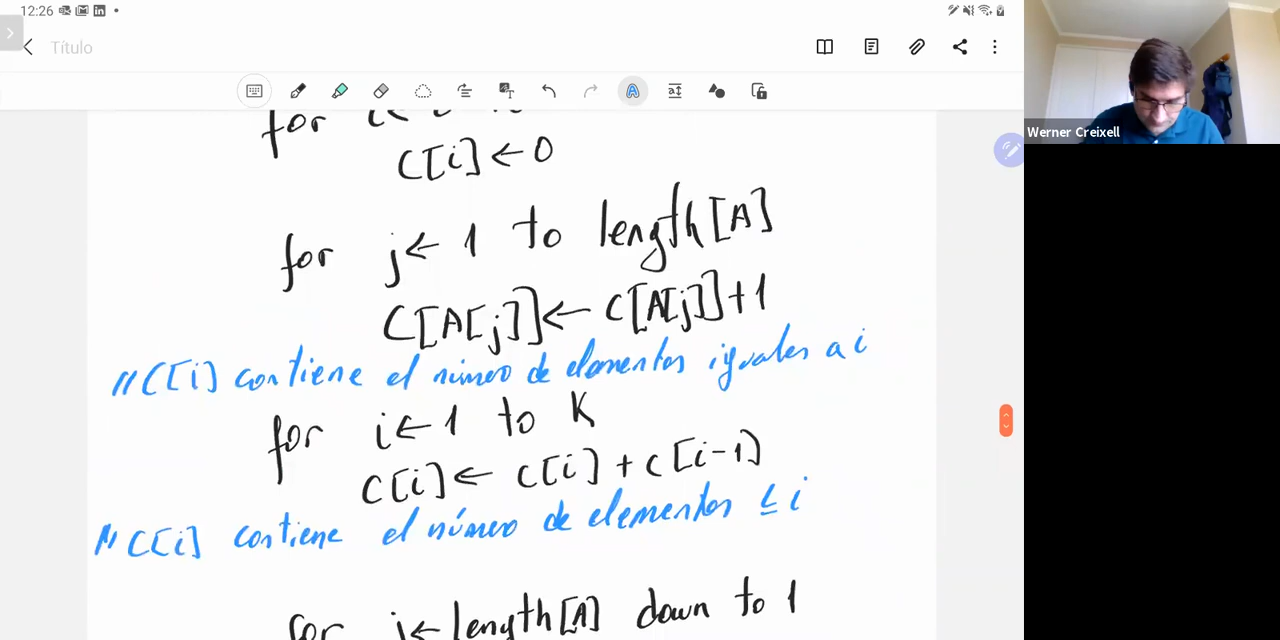 12:26
Título
for i←
C[i] ← 0
for j ← 1 to length[A]
C[A[j]] ← C[A[j]] + 1
// C[i] contiene el número de elementos iguales a i
for i ← 1 to K
C[i] ← C[i] + C[i-1]
// C[i] contiene el número de elementos ≤ i
for j ← length[A] down to 1
Werner Creixell